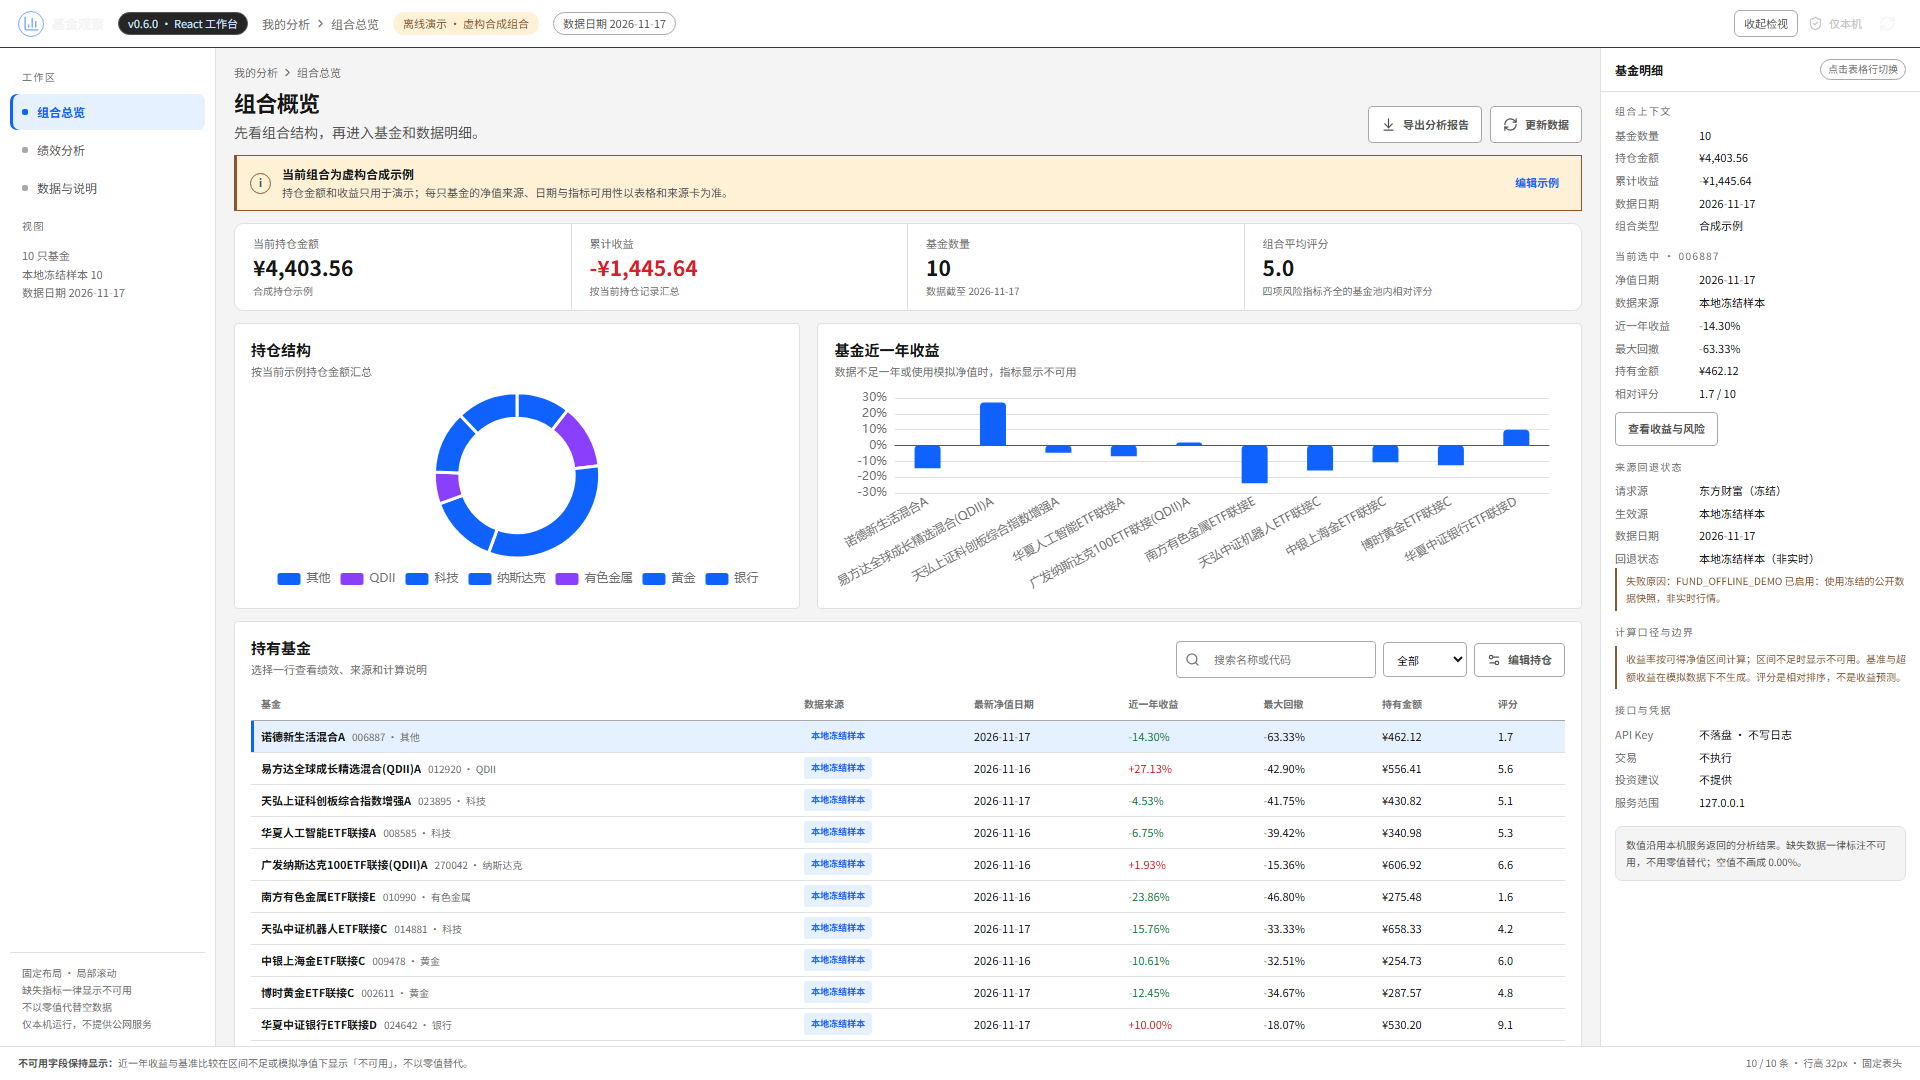 基金观察
v0.6.0 · React 工作台
我的分析 > 组合总览
离线演示 · 虚构合成组合
数据日期 2026-11-17
收起检视
仅本机
工作区
组合总览
绩效分析
数据与说明
视图
10 只基金
本地冻结样本 10
数据日期 2026-11-17
固定布局 · 局部滚动
缺失指标一律显示不可用
不以零值代替空数据
仅本机运行，不提供公网服务
我的分析 > 组合总览
组合概览
先看组合结构，再进入基金和数据明细。
导出分析报告
更新数据
当前组合为虚构合成示例
持仓金额和收益只用于演示；每只基金的净值来源、日期与指标可用性以表格和来源卡为准。
编辑示例
当前持仓金额
¥4,403.56
合成持仓示例
累计收益
-¥1,445.64
按当前持仓记录汇总
基金数量
10
数据截至 2026-11-17
组合平均评分
5.0
四项风险指标齐全的基金池内相对评分
持仓结构
按当前示例持仓金额汇总
其他 QDII 科技 纳斯达克 有色金属 黄金 银行
基金近一年收益
数据不足一年或使用模拟净值时，指标显示不可用
30%
20%
10%
0%
-10%
-20%
-30%
诺德新生活混合A
易方达全球成长精选混合(QDII)A
天弘上证科创板综合指数增强A
华夏人工智能ETF联接A
广发纳斯达克100ETF联接(QDII)A
南方有色金属ETF联接E
天弘中证机器人ETF联接C
中银上海金ETF联接C
博时黄金ETF联接C
华夏中证银行ETF联接D
持有基金
选择一行查看绩效、来源和计算说明
搜索名称或代码
全部
编辑持仓
基金 数据来源 最新净值日期 近一年收益 最大回撤 持有金额 评分
诺德新生活混合A 006887 · 其他 本地冻结样本 2026-11-17 -14.30% -63.33% ¥462.12 1.7
易方达全球成长精选混合(QDII)A 012920 · QDII 本地冻结样本 2026-11-16 +27.13% -42.90% ¥556.41 5.6
天弘上证科创板综合指数增强A 023895 · 科技 本地冻结样本 2026-11-17 -4.53% -41.75% ¥430.82 5.1
华夏人工智能ETF联接A 008585 · 科技 本地冻结样本 2026-11-16 -6.75% -39.42% ¥340.98 5.3
广发纳斯达克100ETF联接(QDII)A 270042 · 纳斯达克 本地冻结样本 2026-11-16 +1.93% -15.36% ¥606.92 6.6
南方有色金属ETF联接E 010990 · 有色金属 本地冻结样本 2026-11-16 -23.86% -46.80% ¥275.48 1.6
天弘中证机器人ETF联接C 014881 · 科技 本地冻结样本 2026-11-17 -15.76% -33.33% ¥658.33 4.2
中银上海金ETF联接C 009478 · 黄金 本地冻结样本 2026-11-16 -10.61% -32.51% ¥254.73 6.0
博时黄金ETF联接C 002611 · 黄金 本地冻结样本 2026-11-17 -12.45% -34.67% ¥287.57 4.8
华夏中证银行ETF联接D 024642 · 银行 本地冻结样本 2026-11-17 +10.00% -18.07% ¥530.20 9.1
基金明细
点击表格行切换
组合上下文
基金数量 10
持仓金额 ¥4,403.56
累计收益 -¥1,445.64
数据日期 2026-11-17
组合类型 合成示例
当前选中 · 006887
净值日期 2026-11-17
数据来源 本地冻结样本
近一年收益 -14.30%
最大回撤 -63.33%
持有金额 ¥462.12
相对评分 1.7 / 10
查看收益与风险
来源回退状态
请求源 东方财富（冻结）
生效源 本地冻结样本
数据日期 2026-11-17
回退状态 本地冻结样本（非实时）
失败原因：FUND_OFFLINE_DEMO 已启用：使用冻结的公开数
据快照，非实时行情。
计算口径与边界
收益率按可得净值区间计算；区间不足时显示不可用。基准与超
额收益在模拟数据下不生成。评分是相对排序，不是收益预测。
接口与凭据
API Key 不落盘 · 不写日志
交易 不执行
投资建议 不提供
服务范围 127.0.0.1
数值沿用本机服务返回的分析结果。缺失数据一律标注不可
用，不用零值替代；空值不画成 0.00%。
不可用字段保持显示：近一年收益与基准比较在区间不足或模拟净值下显示「不可用」，不以零值替代。
10 / 10 条 · 行高 32px · 固定表头